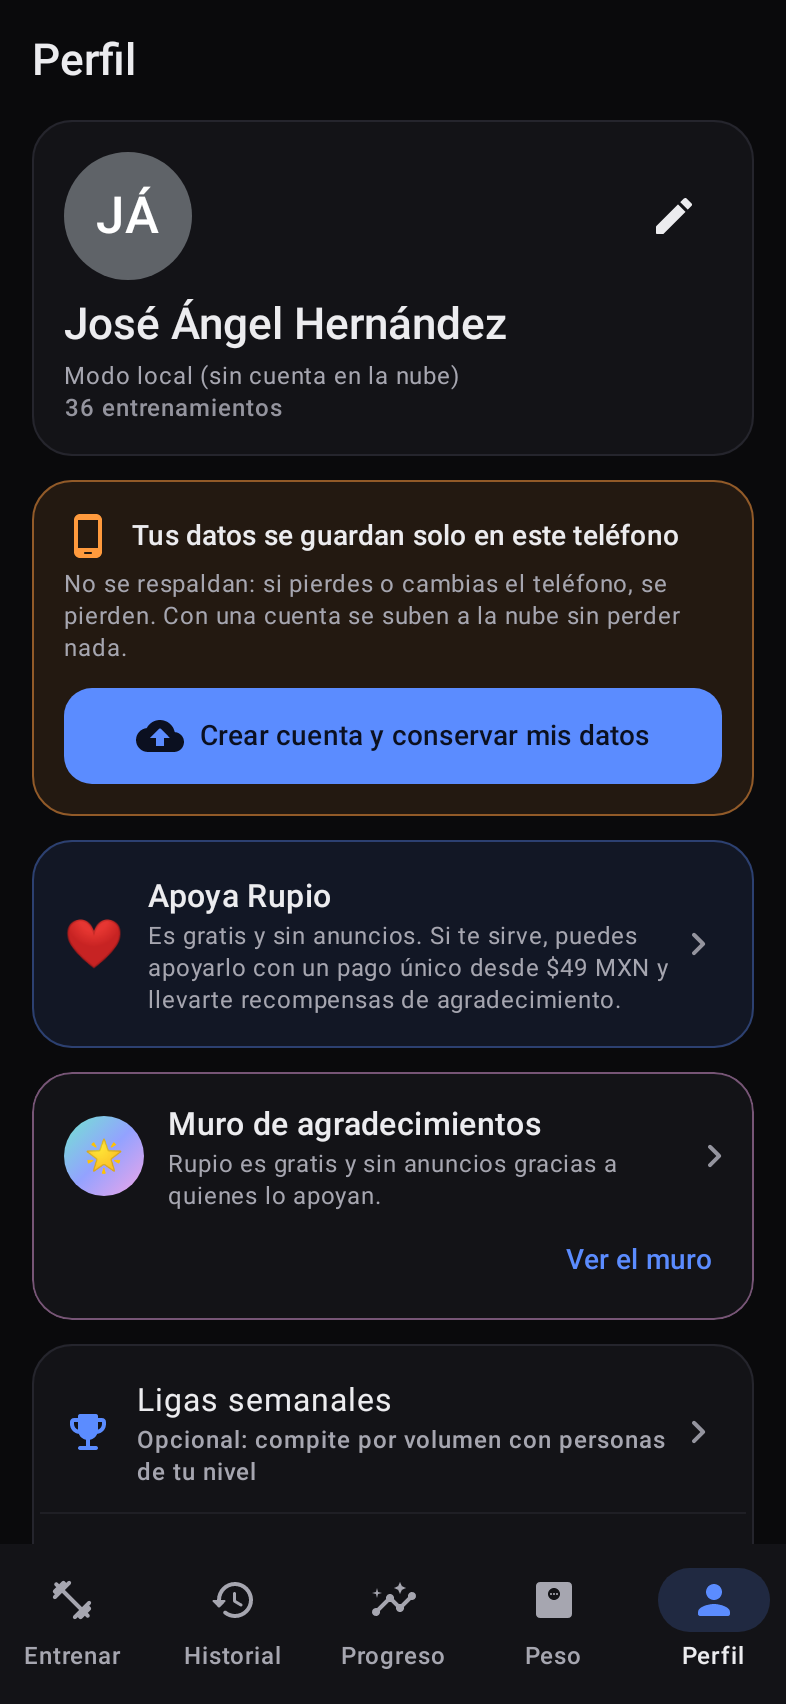 Perfil
JÁ
José Ángel Hernández
Modo local (sin cuenta en la nube)
36 entrenamientos
Tus datos se guardan solo en este teléfono
No se respaldan: si pierdes o cambias el teléfono, se
pierden. Con una cuenta se suben a la nube sin perder
nada.
Crear cuenta y conservar mis datos
Apoya Rupio
Es gratis y sin anuncios. Si te sirve, puedes
apoyarlo con un pago único desde $49 MXN y
llevarte recompensas de agradecimiento.
Muro de agradecimientos
Rupio es gratis y sin anuncios gracias a
quienes lo apoyan.
Ver el muro
Ligas semanales
Opcional: compite por volumen con personas
de tu nivel
Entrenar
Historial
Progreso
Peso
Perfil